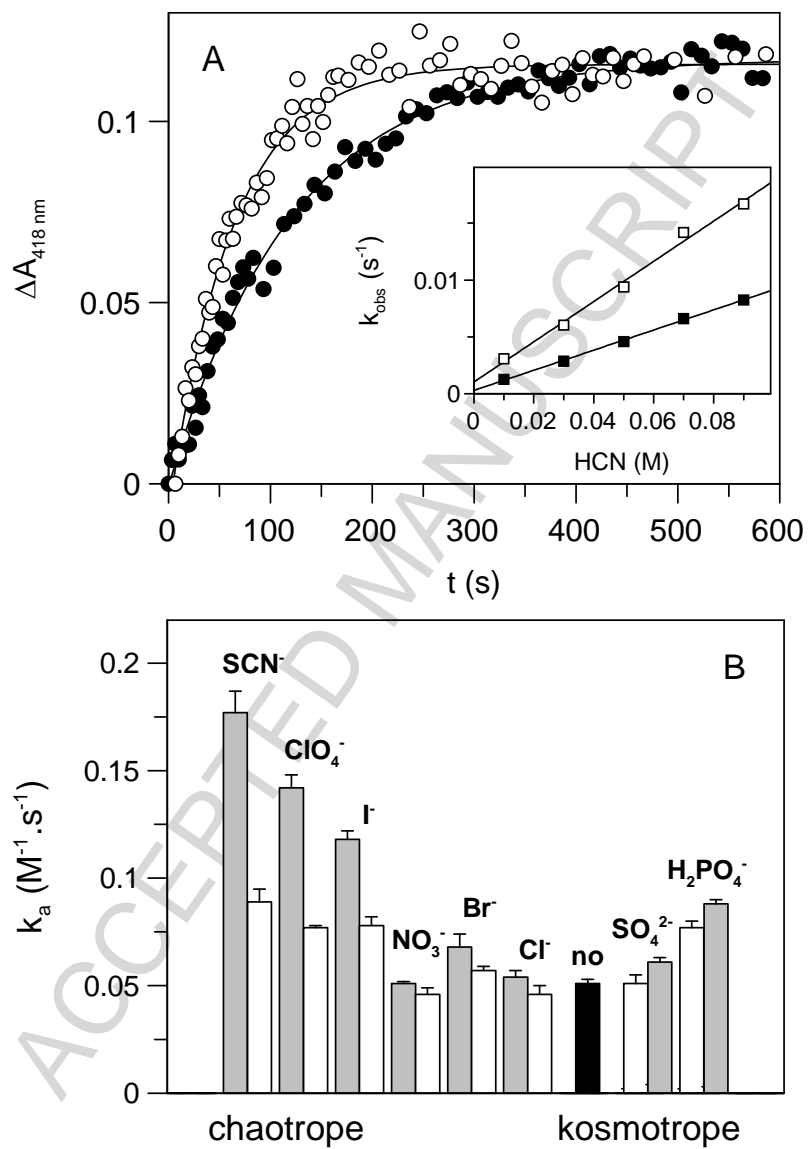 A
ΔA418 nm
0.1
0.05
0
0 100 200 300 400 500 600
t (s)
kobs (s-1)
0.01
0
0 0.02 0.04 0.06 0.08
HCN (M)
ACCEPTED MANUSCRIPT
B
ka (M-1.s-1)
0.2
0.15
0.1
0.05
0
SCN-
ClO4-
I-
NO3-
Br-
Cl-
no
SO42-
H2PO4-
chaotrope kosmotrope